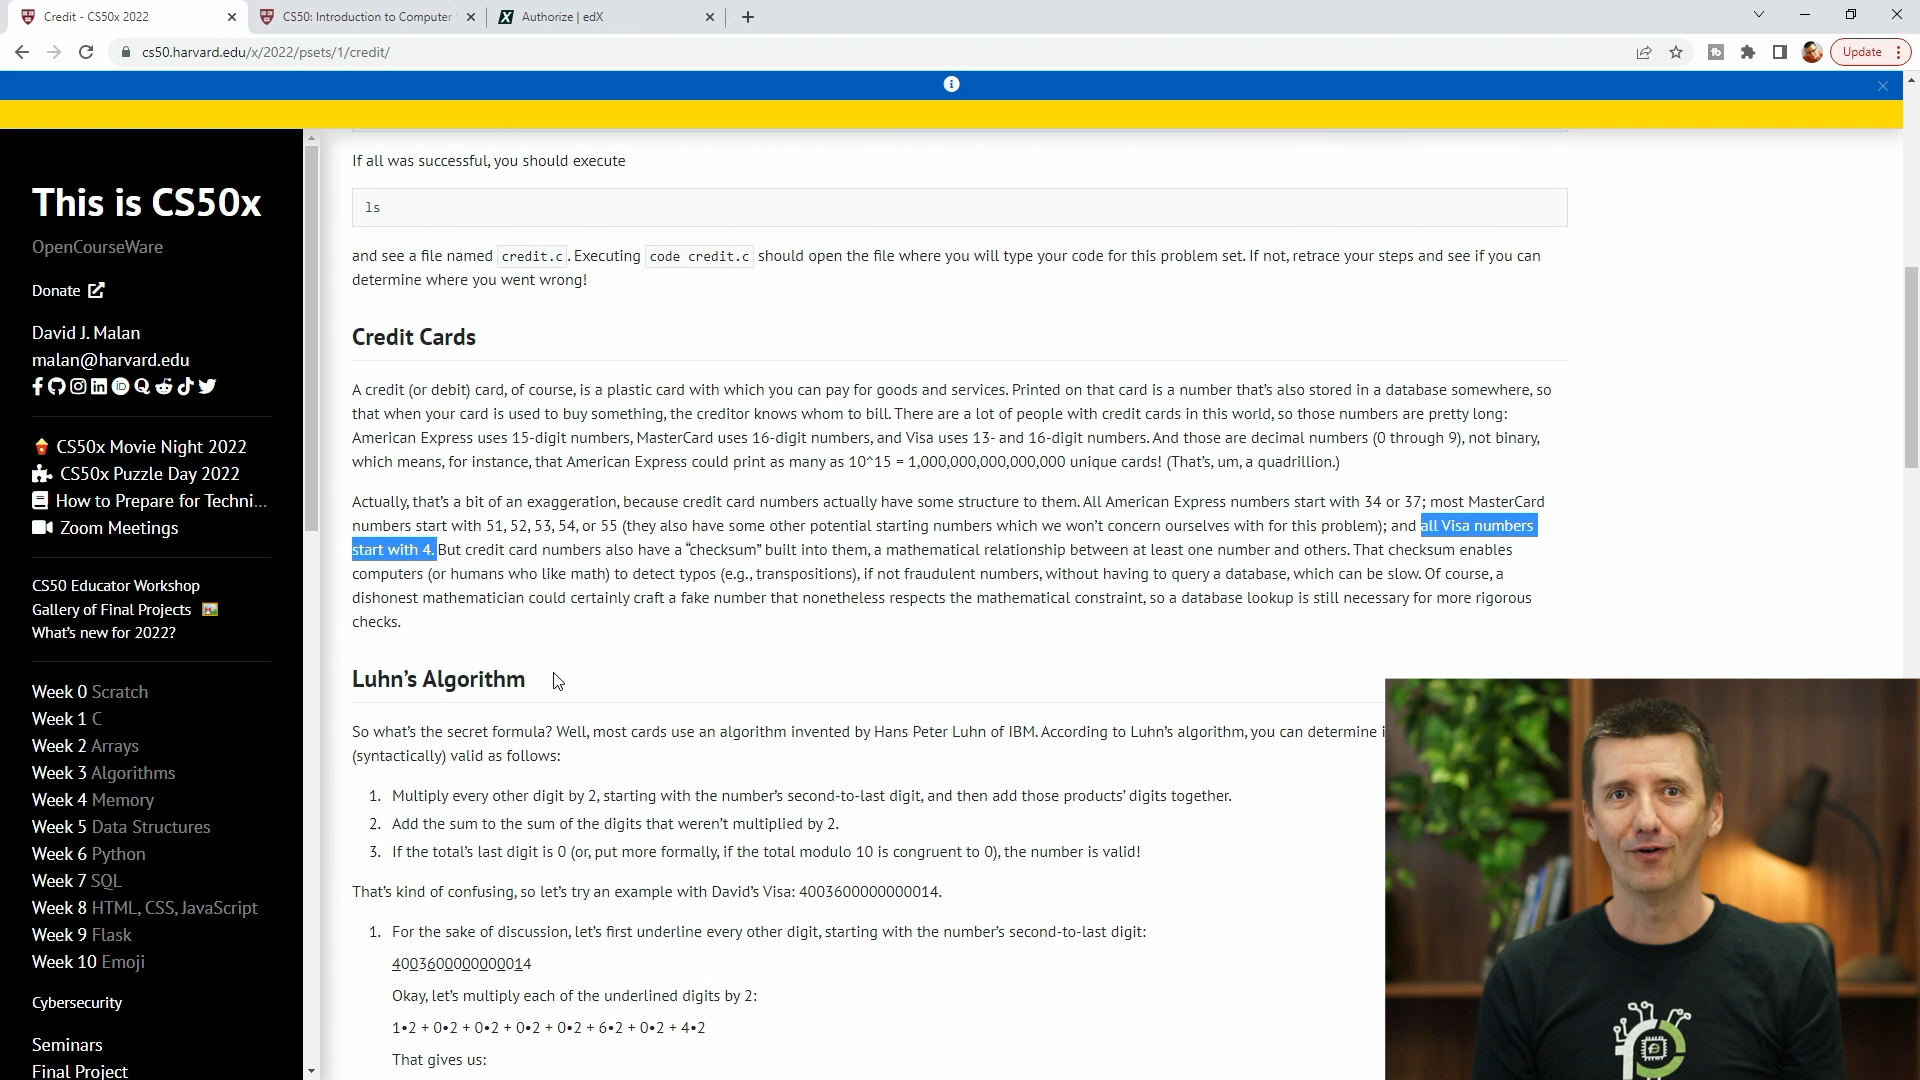 Credit - CS50x 2022
CS50: Introduction to Computer
Authorize | edX
cs50.harvard.edu/x/2022/psets/1/credit/
Update
This is CS50x
OpenCourseWare
Donate
David J. Malan
malan@harvard.edu
CS50x Movie Night 2022
CS50x Puzzle Day 2022
How to Prepare for Techni...
Zoom Meetings
CS50 Educator Workshop
Gallery of Final Projects
What's new for 2022?
Week 0 Scratch
Week 1 C
Week 2 Arrays
Week 3 Algorithms
Week 4 Memory
Week 5 Data Structures
Week 6 Python
Week 7 SQL
Week 8 HTML, CSS, JavaScript
Week 9 Flask
Week 10 Emoji
Cybersecurity
Seminars
Final Project
If all was successful, you should execute
ls
and see a file named credit.c. Executing code credit.c should open the file where you will type your code for this problem set. If not, retrace your steps and see if you can
determine where you went wrong!
Credit Cards
A credit (or debit) card, of course, is a plastic card with which you can pay for goods and services. Printed on that card is a number that's also stored in a database somewhere, so
that when your card is used to buy something, the creditor knows whom to bill. There are a lot of people with credit cards in this world, so those numbers are pretty long:
American Express uses 15-digit numbers, MasterCard uses 16-digit numbers, and Visa uses 13- and 16-digit numbers. And those are decimal numbers (0 through 9), not binary,
which means, for instance, that American Express could print as many as 10^15 = 1,000,000,000,000,000 unique cards! (That's, um, a quadrillion.)
Actually, that's a bit of an exaggeration, because credit card numbers actually have some structure to them. All American Express numbers start with 34 or 37; most MasterCard
numbers start with 51, 52, 53, 54, or 55 (they also have some other potential starting numbers which we won't concern ourselves with for this problem); and all Visa numbers
start with 4. But credit card numbers also have a “checksum” built into them, a mathematical relationship between at least one number and others. That checksum enables
computers (or humans who like math) to detect typos (e.g., transpositions), if not fraudulent numbers, without having to query a database, which can be slow. Of course, a
dishonest mathematician could certainly craft a fake number that nonetheless respects the mathematical constraint, so a database lookup is still necessary for more rigorous
checks.
Luhn's Algorithm
So what's the secret formula? Well, most cards use an algorithm invented by Hans Peter Luhn of IBM. According to Luhn's algorithm, you can determine
(syntactically) valid as follows:
1. Multiply every other digit by 2, starting with the number's second-to-last digit, and then add those products' digits together.
2. Add the sum to the sum of the digits that weren't multiplied by 2.
3. If the total's last digit is 0 (or, put more formally, if the total modulo 10 is congruent to 0), the number is valid!
That's kind of confusing, so let's try an example with David's Visa: 4003600000000014.
1. For the sake of discussion, let's first underline every other digit, starting with the number's second-to-last digit:
4003600000000014
Okay, let's multiply each of the underlined digits by 2:
1•2 + 0•2 + 0•2 + 0•2 + 0•2 + 6•2 + 0•2 + 4•2
That gives us: